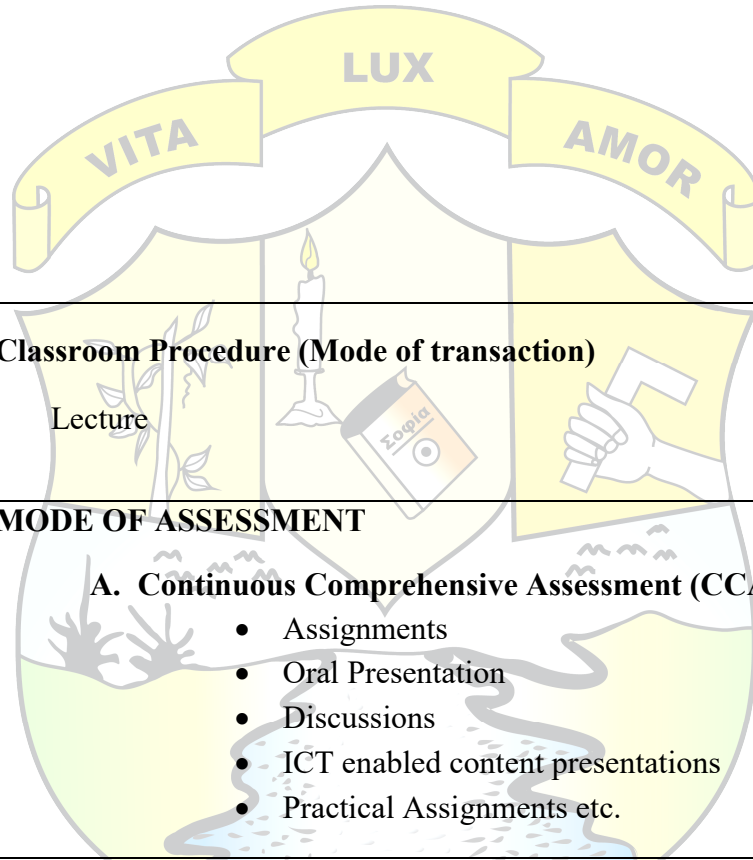 LUX
VITA
AMOR
Classroom Procedure (Mode of transaction)
Lecture
Σοφία
MODE OF ASSESSMENT
A. Continuous Comprehensive Assessment (CCA
• Assignments
• Oral Presentation
• Discussions
• ICT enabled content presentations
• Practical Assignments etc.